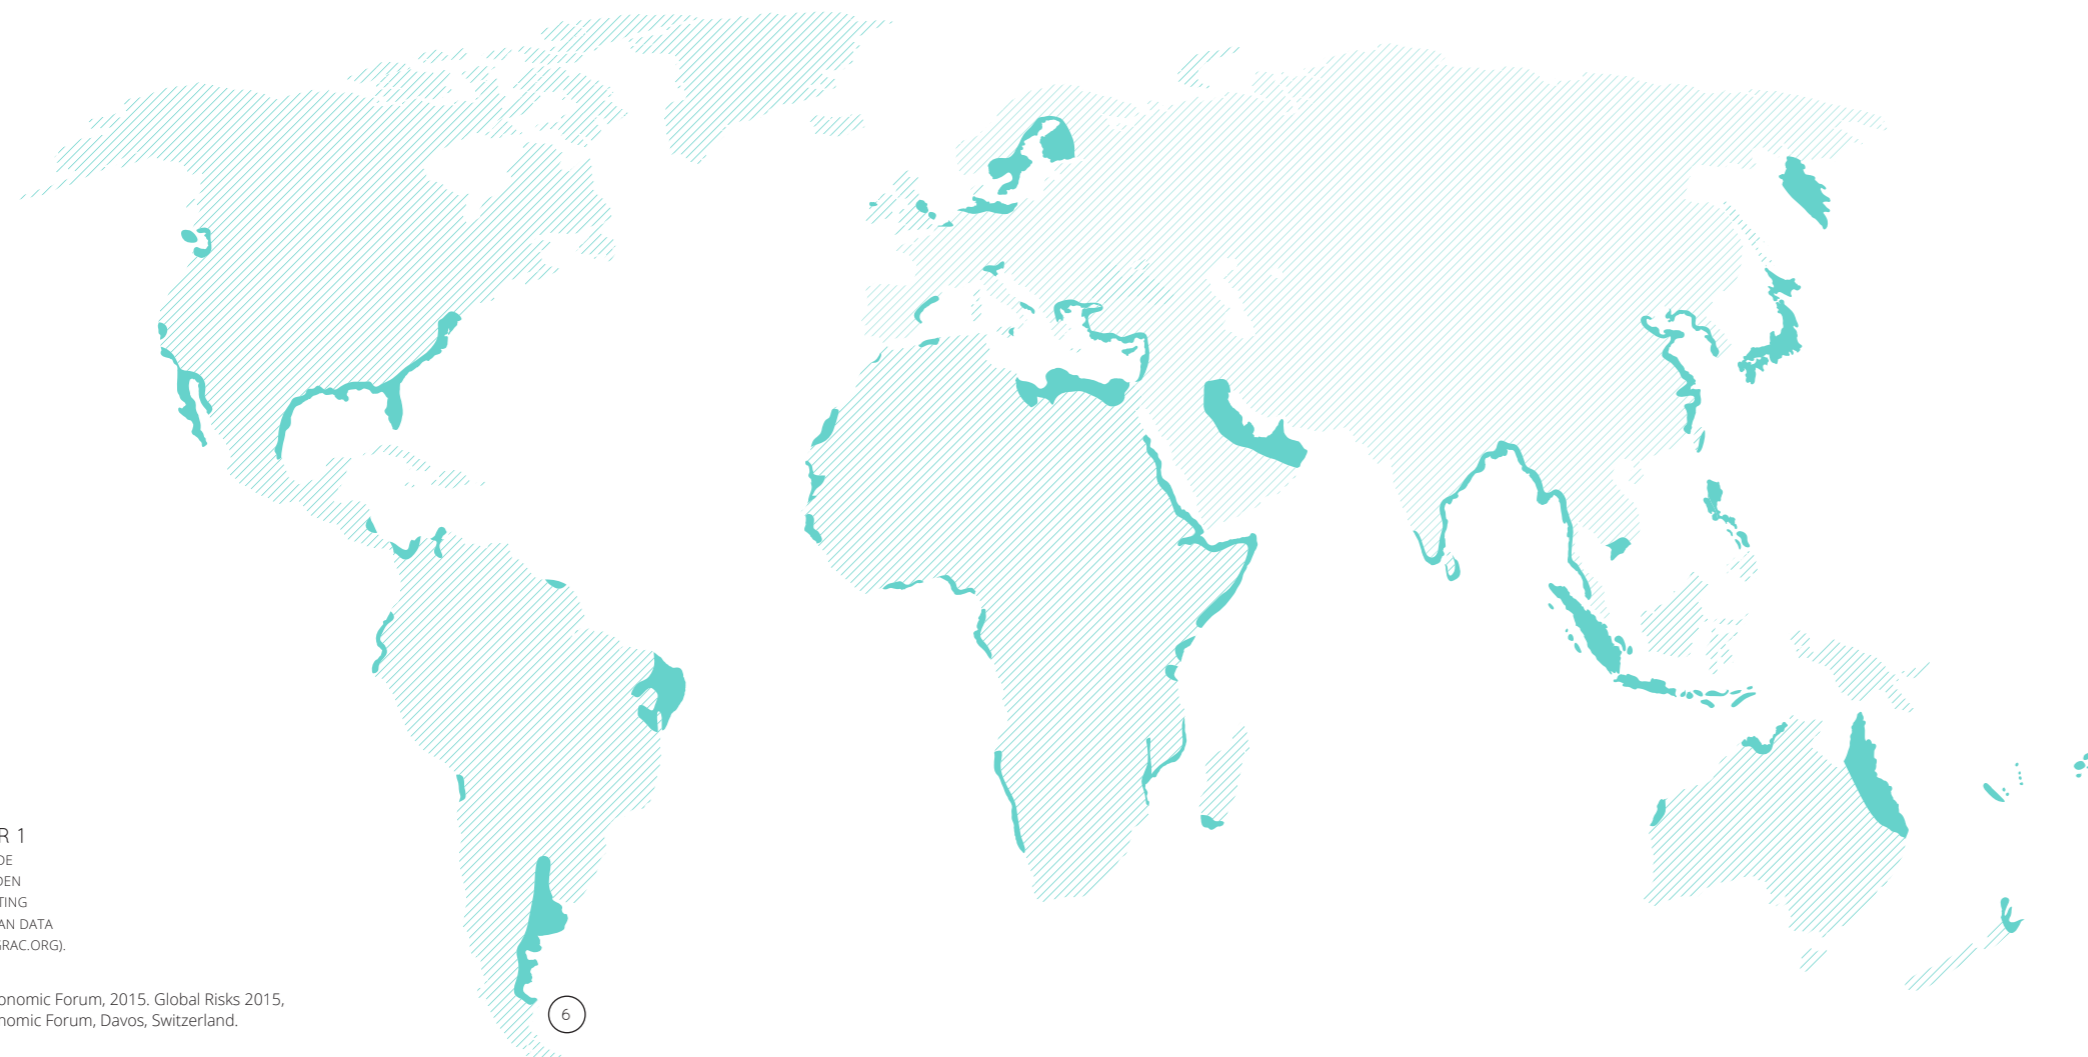 R 1
DE
DEN
TING
AN DATA
GRAC.ORG).
onomic Forum, 2015. Global Risks 2015,
nomic Forum, Davos, Switzerland.
6